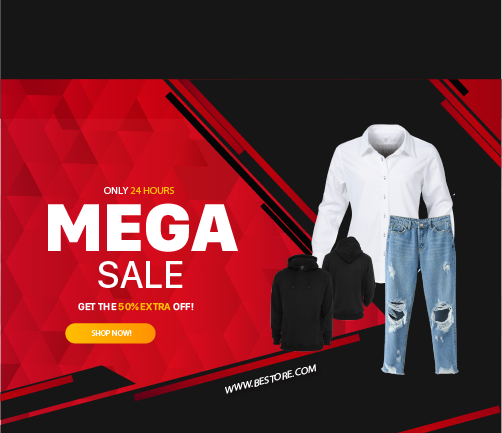 ONLY 24 HOURS
MEGA
SALE
GET THE 50% EXTRA OFF!
SHOP NOW!
WWW.BESTORE.COM